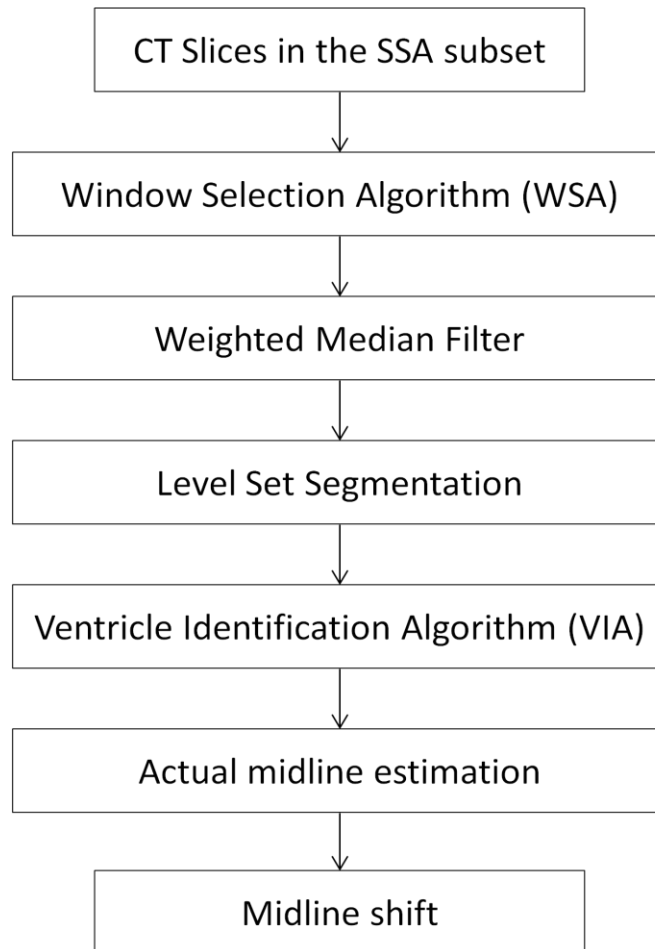 CT Slices in the SSA subset
Window Selection Algorithm (WSA)
Weighted Median Filter
Level Set Segmentation
Ventricle Identification Algorithm (VIA)
Actual midline estimation
Midline shift